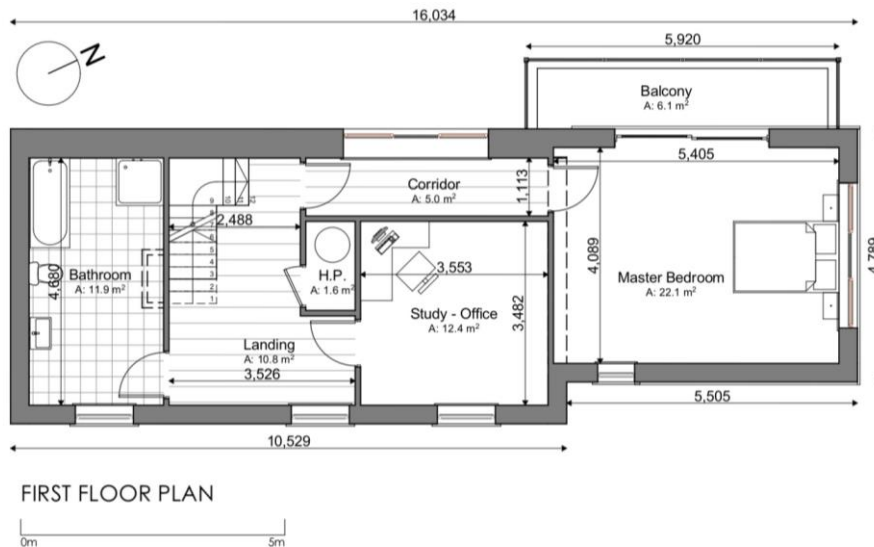 16,034
N
5,920
Balcony
A: 6.1 m²
5,405
Corridor
A: 5.0 m²
1,113
2,488
4,680
Bathroom
A: 11.9 m²
H.P.
A: 1.6 m²
3,553
3,482
4,089
4,789
Master Bedroom
A: 22.1 m²
Study - Office
A: 12.4 m²
Landing
A: 10.8 m²
3,526
5,505
10,529
FIRST FLOOR PLAN
0m 5m